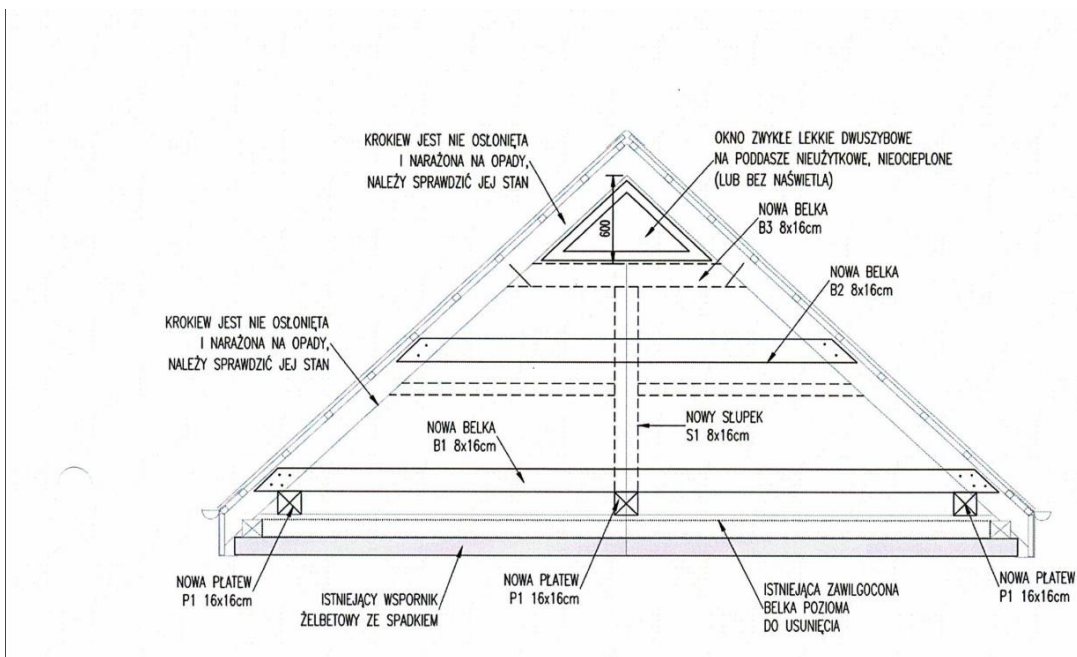 KROKIEW JEST NIE OSŁONIĘTA
I NARAŻONA NA OPADY,
NALEŻY SPRAWDZIĆ JEJ STAN
OKNO ZWYKŁE LEKKIE DWUSZYBOWE
NA PODDASZE NIEUŻYTKOWE, NIEOCIEPLONE
(LUB BEZ NAŚWIETLA)
600
NOWA BELKA
B3 8x16cm
NOWA BELKA
B2 8x16cm
KROKIEW JEST NIE OSŁONIĘTA
I NARAŻONA NA OPADY,
NALEŻY SPRAWDZIĆ JEJ STAN
NOWA BELKA
B1 8x16cm
NOWY SŁUPEK
S1 8x16cm
NOWA PŁATEW
P1 16x16cm
ISTNIEJĄCY WSPORNIK
ŻELBETOWY ZE SPADKIEM
NOWA PŁATEW
P1 16x16cm
ISTNIEJĄCA ZAWILGOCONA
BELKA POZIOMA
DO USUNIĘCIA
NOWA PŁATEW
P1 16x16cm